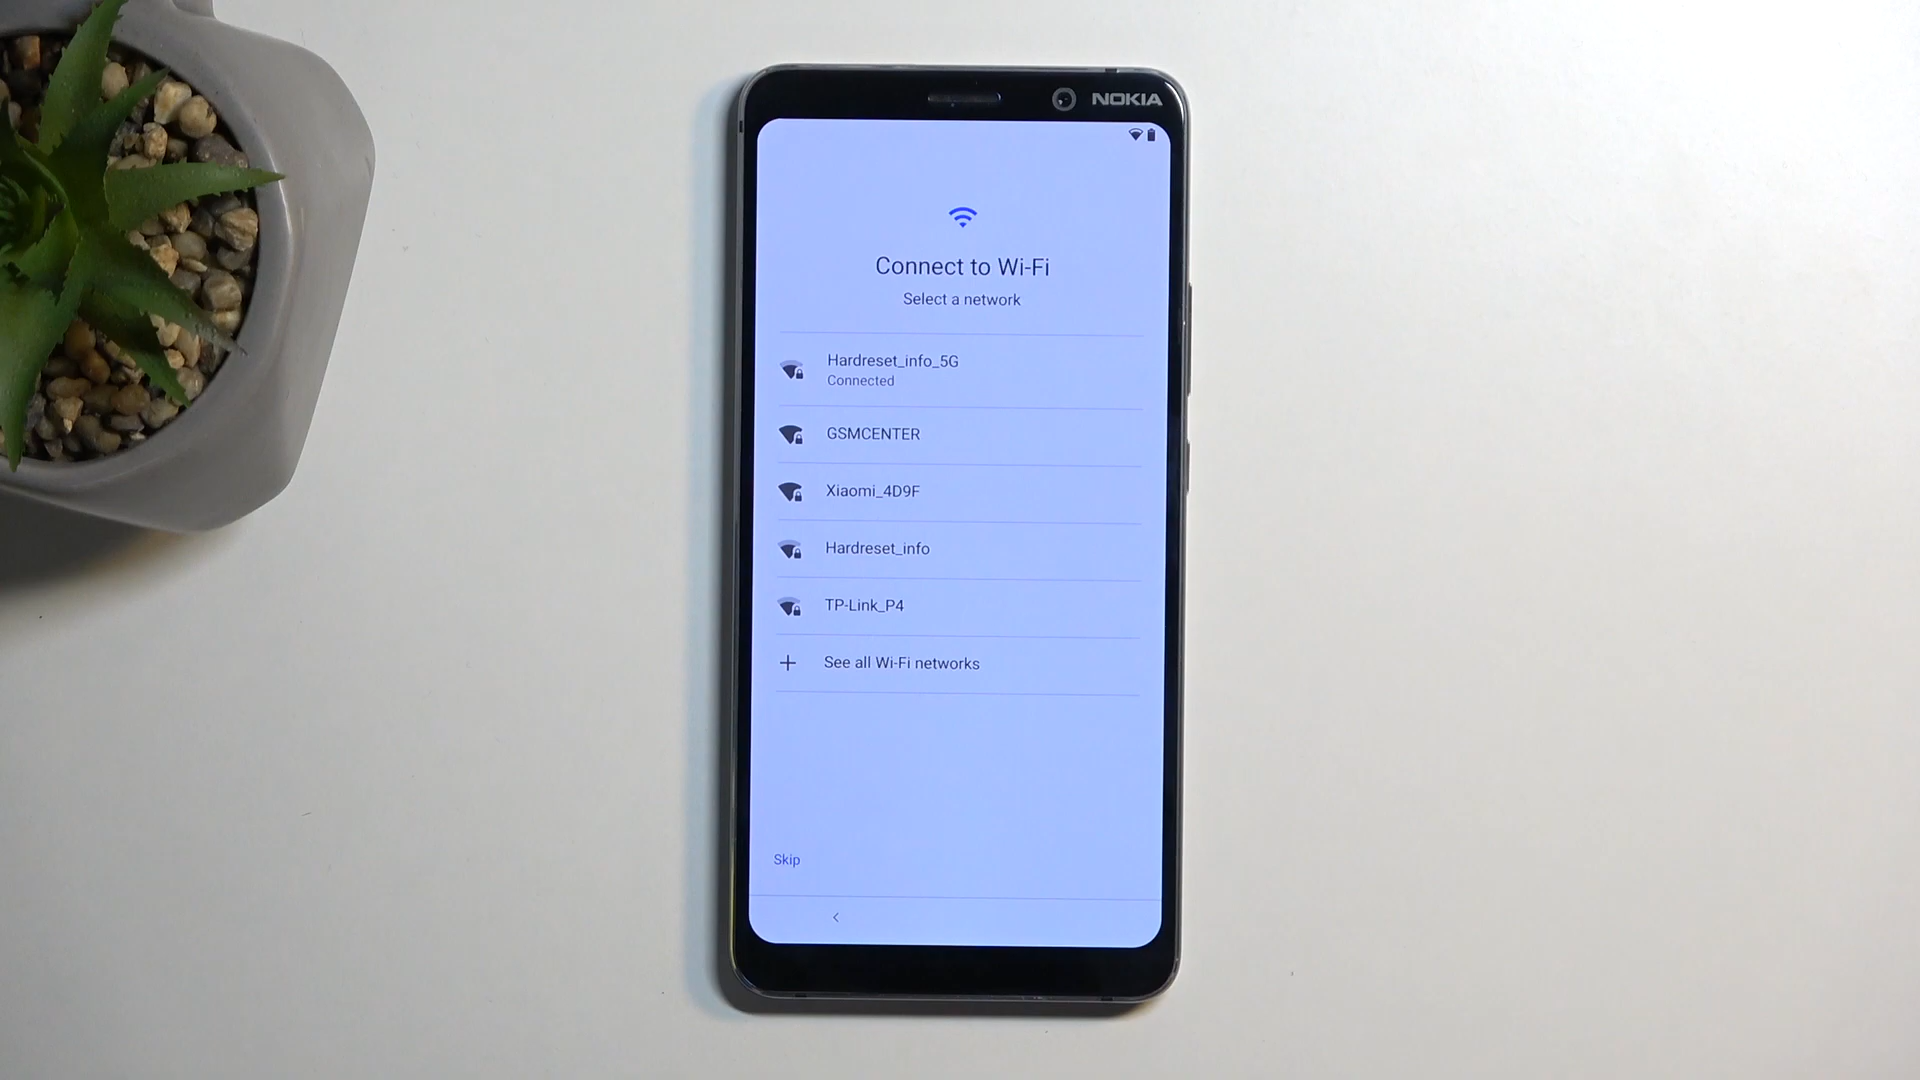 NOKIA
Connect to Wi-Fi
Select a network
Hardreset_info_5G
Connected
GSMCENTER
Xiaomi_4D9F
Hardreset_info
TP-Link_P4
See all Wi-Fi networks
Skip